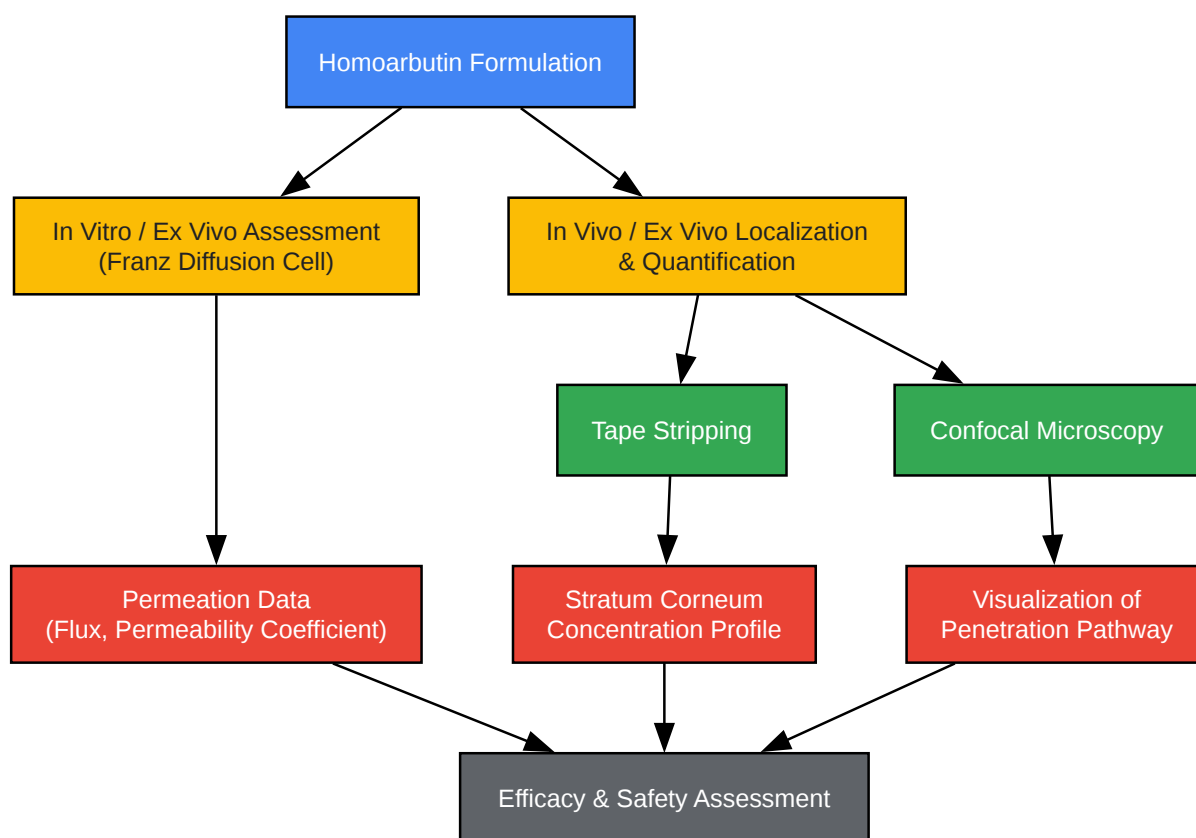 Homoarbutin Formulation
In Vitro / Ex Vivo Assessment
(Franz Diffusion Cell)
In Vivo / Ex Vivo Localization
& Quantification
Tape Stripping
Confocal Microscopy
Permeation Data
(Flux, Permeability Coefficient)
Stratum Corneum
Concentration Profile
Visualization of
Penetration Pathway
Efficacy & Safety Assessment